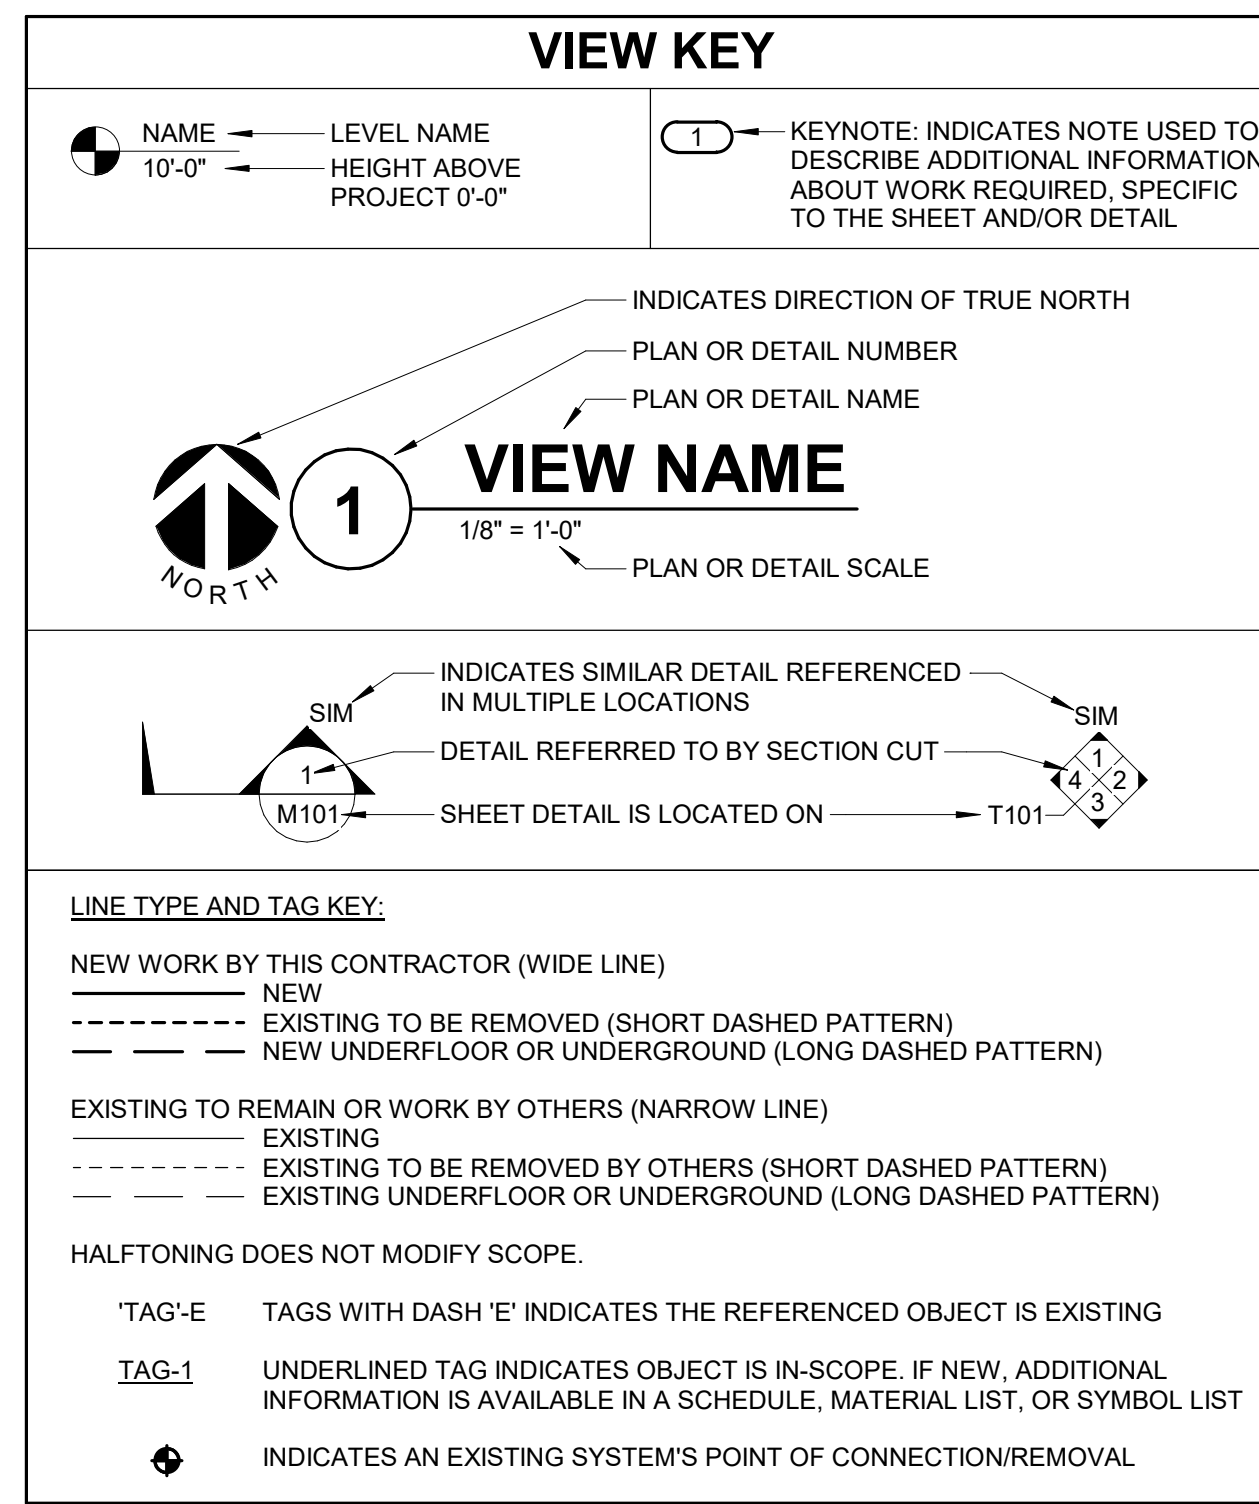 VIEW KEY
NAME
LEVEL NAME
10'-0"
HEIGHT ABOVE
PROJECT 0'-0"
1
KEYNOTE: INDICATES NOTE USED TO
DESCRIBE ADDITIONAL INFORMATION
ABOUT WORK REQUIRED, SPECIFIC
TO THE SHEET AND/OR DETAIL
INDICATES DIRECTION OF TRUE NORTH
PLAN OR DETAIL NUMBER
PLAN OR DETAIL NAME
NORTH
1
VIEW NAME
1/8" = 1'-0"
PLAN OR DETAIL SCALE
INDICATES SIMILAR DETAIL REFERENCED
IN MULTIPLE LOCATIONS
SIM
SIM
DETAIL REFERRED TO BY SECTION CUT
1
1
4 2
3
M101
SHEET DETAIL IS LOCATED ON
T101
LINE TYPE AND TAG KEY:
NEW WORK BY THIS CONTRACTOR (WIDE LINE)
NEW
EXISTING TO BE REMOVED (SHORT DASHED PATTERN)
NEW UNDERFLOOR OR UNDERGROUND (LONG DASHED PATTERN)
EXISTING TO REMAIN OR WORK BY OTHERS (NARROW LINE)
EXISTING
EXISTING TO BE REMOVED BY OTHERS (SHORT DASHED PATTERN)
EXISTING UNDERFLOOR OR UNDERGROUND (LONG DASHED PATTERN)
HALFTONING DOES NOT MODIFY SCOPE.
'TAG'-E TAGS WITH DASH 'E' INDICATES THE REFERENCED OBJECT IS EXISTING
TAG-1 UNDERLINED TAG INDICATES OBJECT IS IN-SCOPE. IF NEW, ADDITIONAL
INFORMATION IS AVAILABLE IN A SCHEDULE, MATERIAL LIST, OR SYMBOL LIST
INDICATES AN EXISTING SYSTEM'S POINT OF CONNECTION/REMOVAL